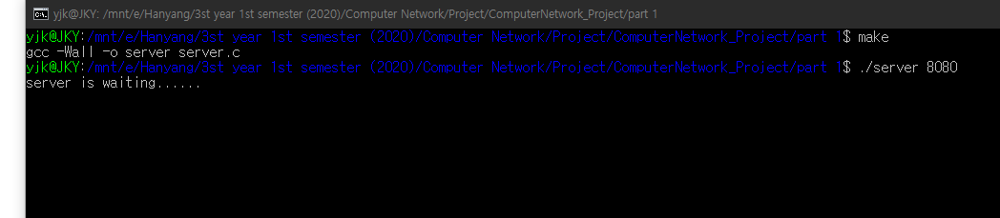 yjk@JKY: /mnt/e/Hanyang/3st year 1st semester (2020)/Computer Network/Project/ComputerNetwork_Project/part 1
yjk@JKY:/mnt/e/Hanyang/3st year 1st semester (2020)/Computer Network/Project/ComputerNetwork_Project/part 1$ make
gcc -Wall -o server server.c
yjk@JKY:/mnt/e/Hanyang/3st year 1st semester (2020)/Computer Network/Project/ComputerNetwork_Project/part 1$ ./server 8080
server is waiting......